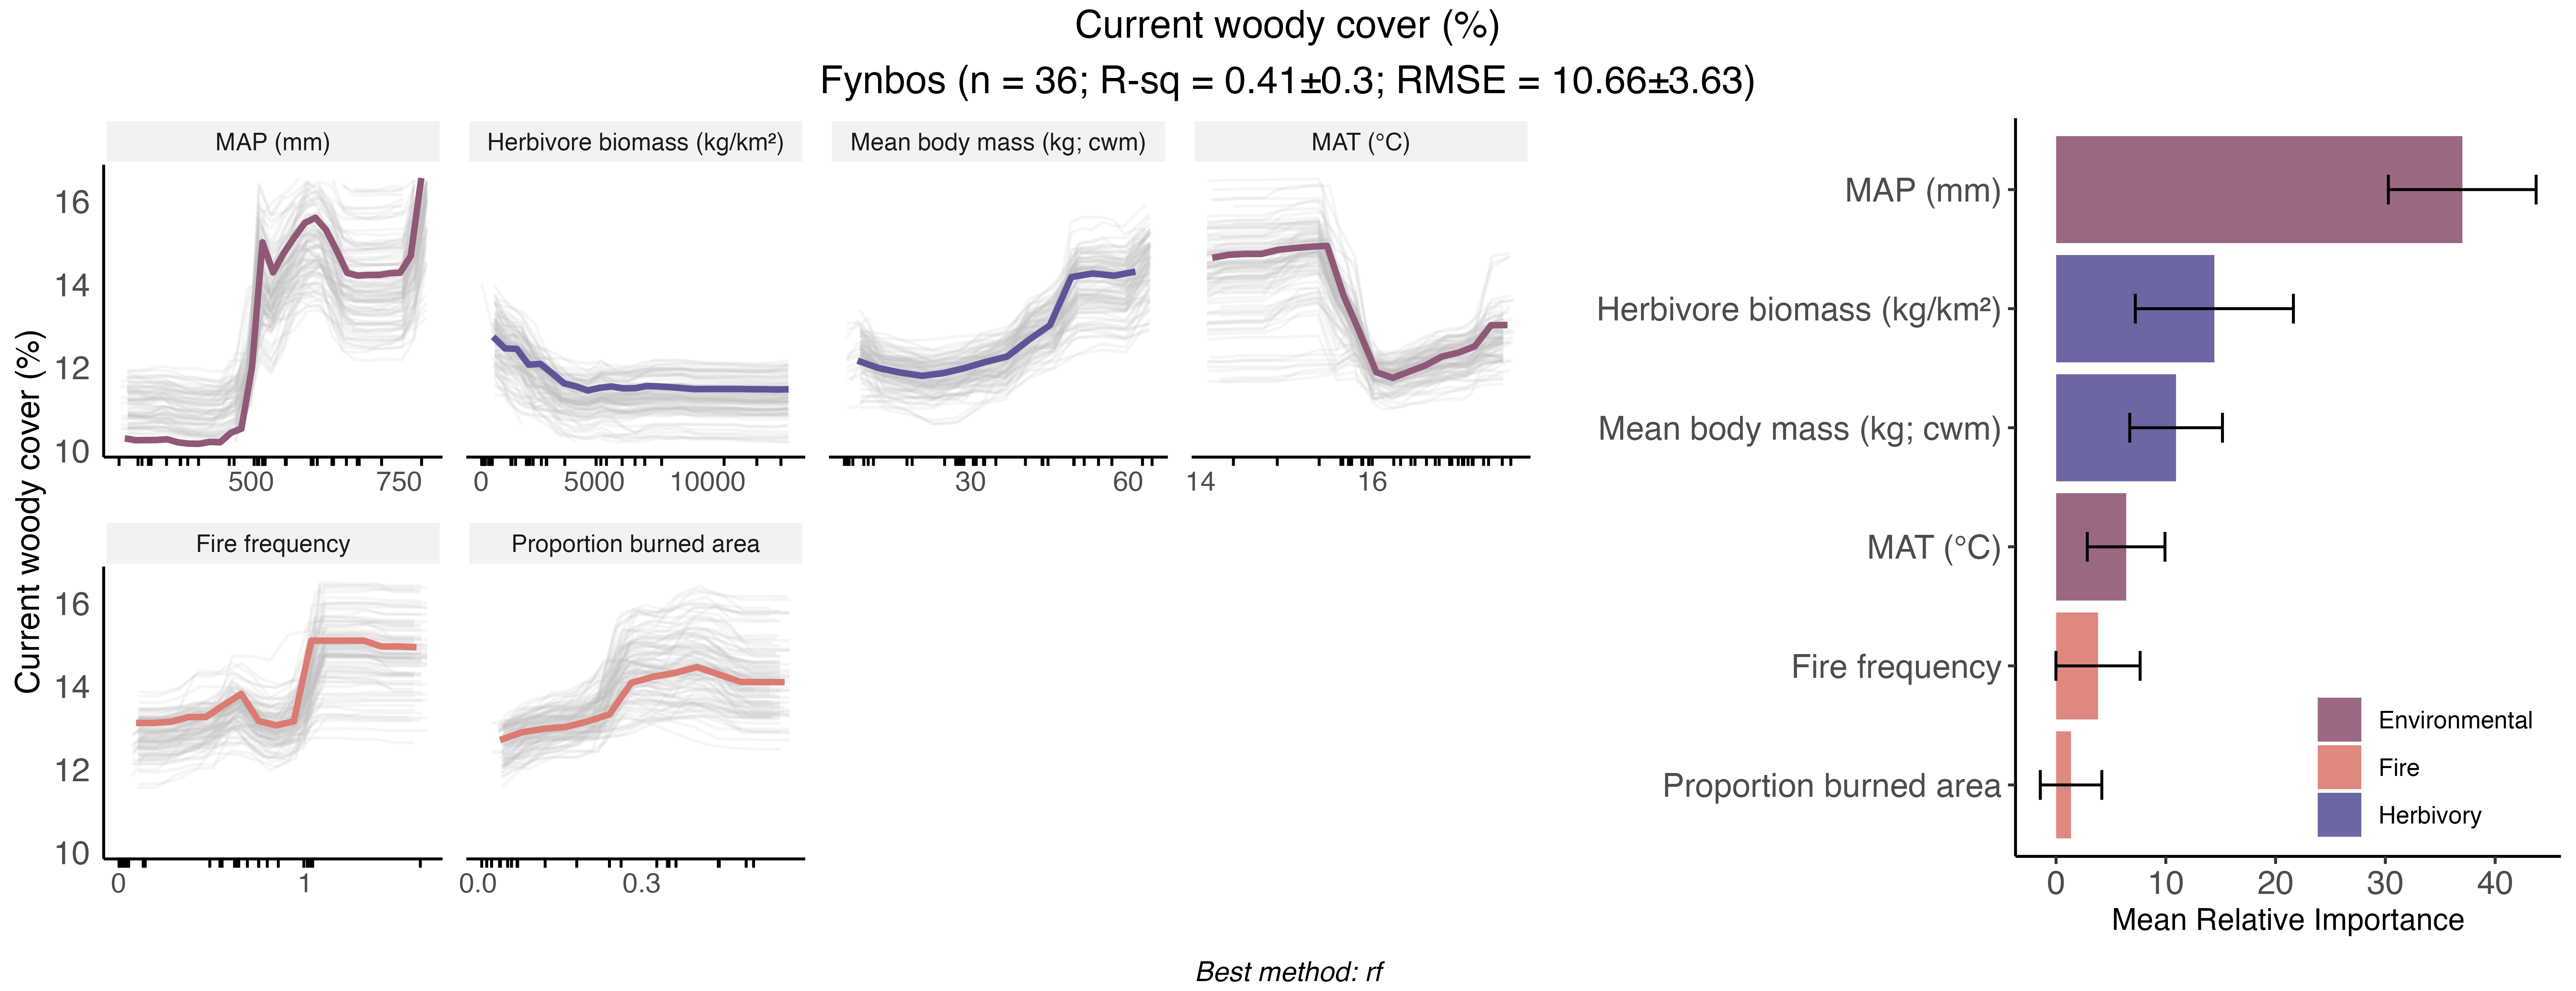 Current woody cover (%)
Fynbos (n = 36; R-sq = 0.41±0.3; RMSE = 10.66±3.63)
MAP (mm)
Herbivore biomass (kg/km²)
Mean body mass (kg; cwm)
MAT (°C)
Current woody cover (%)
16
14
12
10
500
750
0
5000
10000
30
60
14
16
Fire frequency
Proportion burned area
16
14
12
10
0
1
0.0
0.3
MAP (mm)
Herbivore biomass (kg/km²)
Mean body mass (kg; cwm)
MAT (°C)
Fire frequency
Proportion burned area
Environmental
Fire
Herbivory
0
10
20
30
40
Mean Relative Importance
Best method: rf